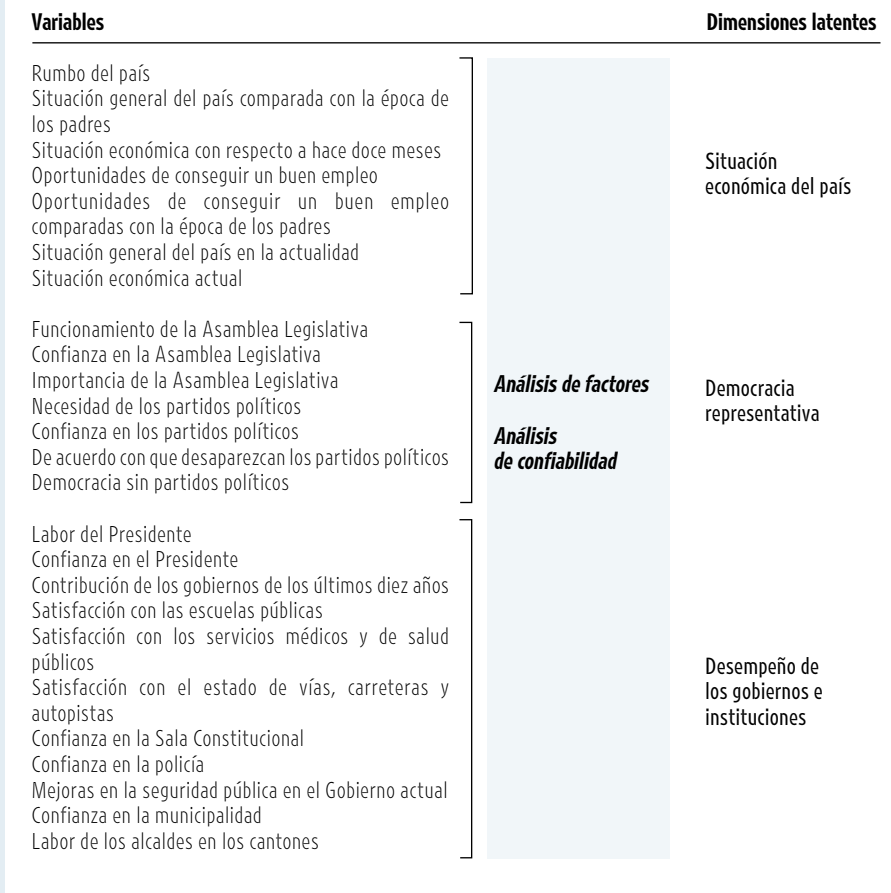 Variables
Dimensiones latentes
Rumbo del país
Situación general del país comparada con la época de
los padres
Situación económica con respecto a hace doce meses
Oportunidades de conseguir un buen empleo
Oportunidades de conseguir un buen empleo
comparadas con la época de los padres
Situación general del país en la actualidad
Situación económica actual
Situación
económica del país
Funcionamiento de la Asamblea Legislativa
Confianza en la Asamblea Legislativa
Importancia de la Asamblea Legislativa
Necesidad de los partidos políticos
Confianza en los partidos políticos
De acuerdo con que desaparezcan los partidos políticos
Democracia sin partidos políticos
Análisis de factores
Análisis
de confiabilidad
Democracia
representativa
Labor del Presidente
Confianza en el Presidente
Contribución de los gobiernos de los últimos diez años
Satisfacción con las escuelas públicas
Satisfacción con los servicios médicos y de salud
públicos
Satisfacción con el estado de vías, carreteras y
autopistas
Confianza en la Sala Constitucional
Confianza en la policía
Mejoras en la seguridad pública en el Gobierno actual
Confianza en la municipalidad
Labor de los alcaldes en los cantones
Desempeño de
los gobiernos e
instituciones